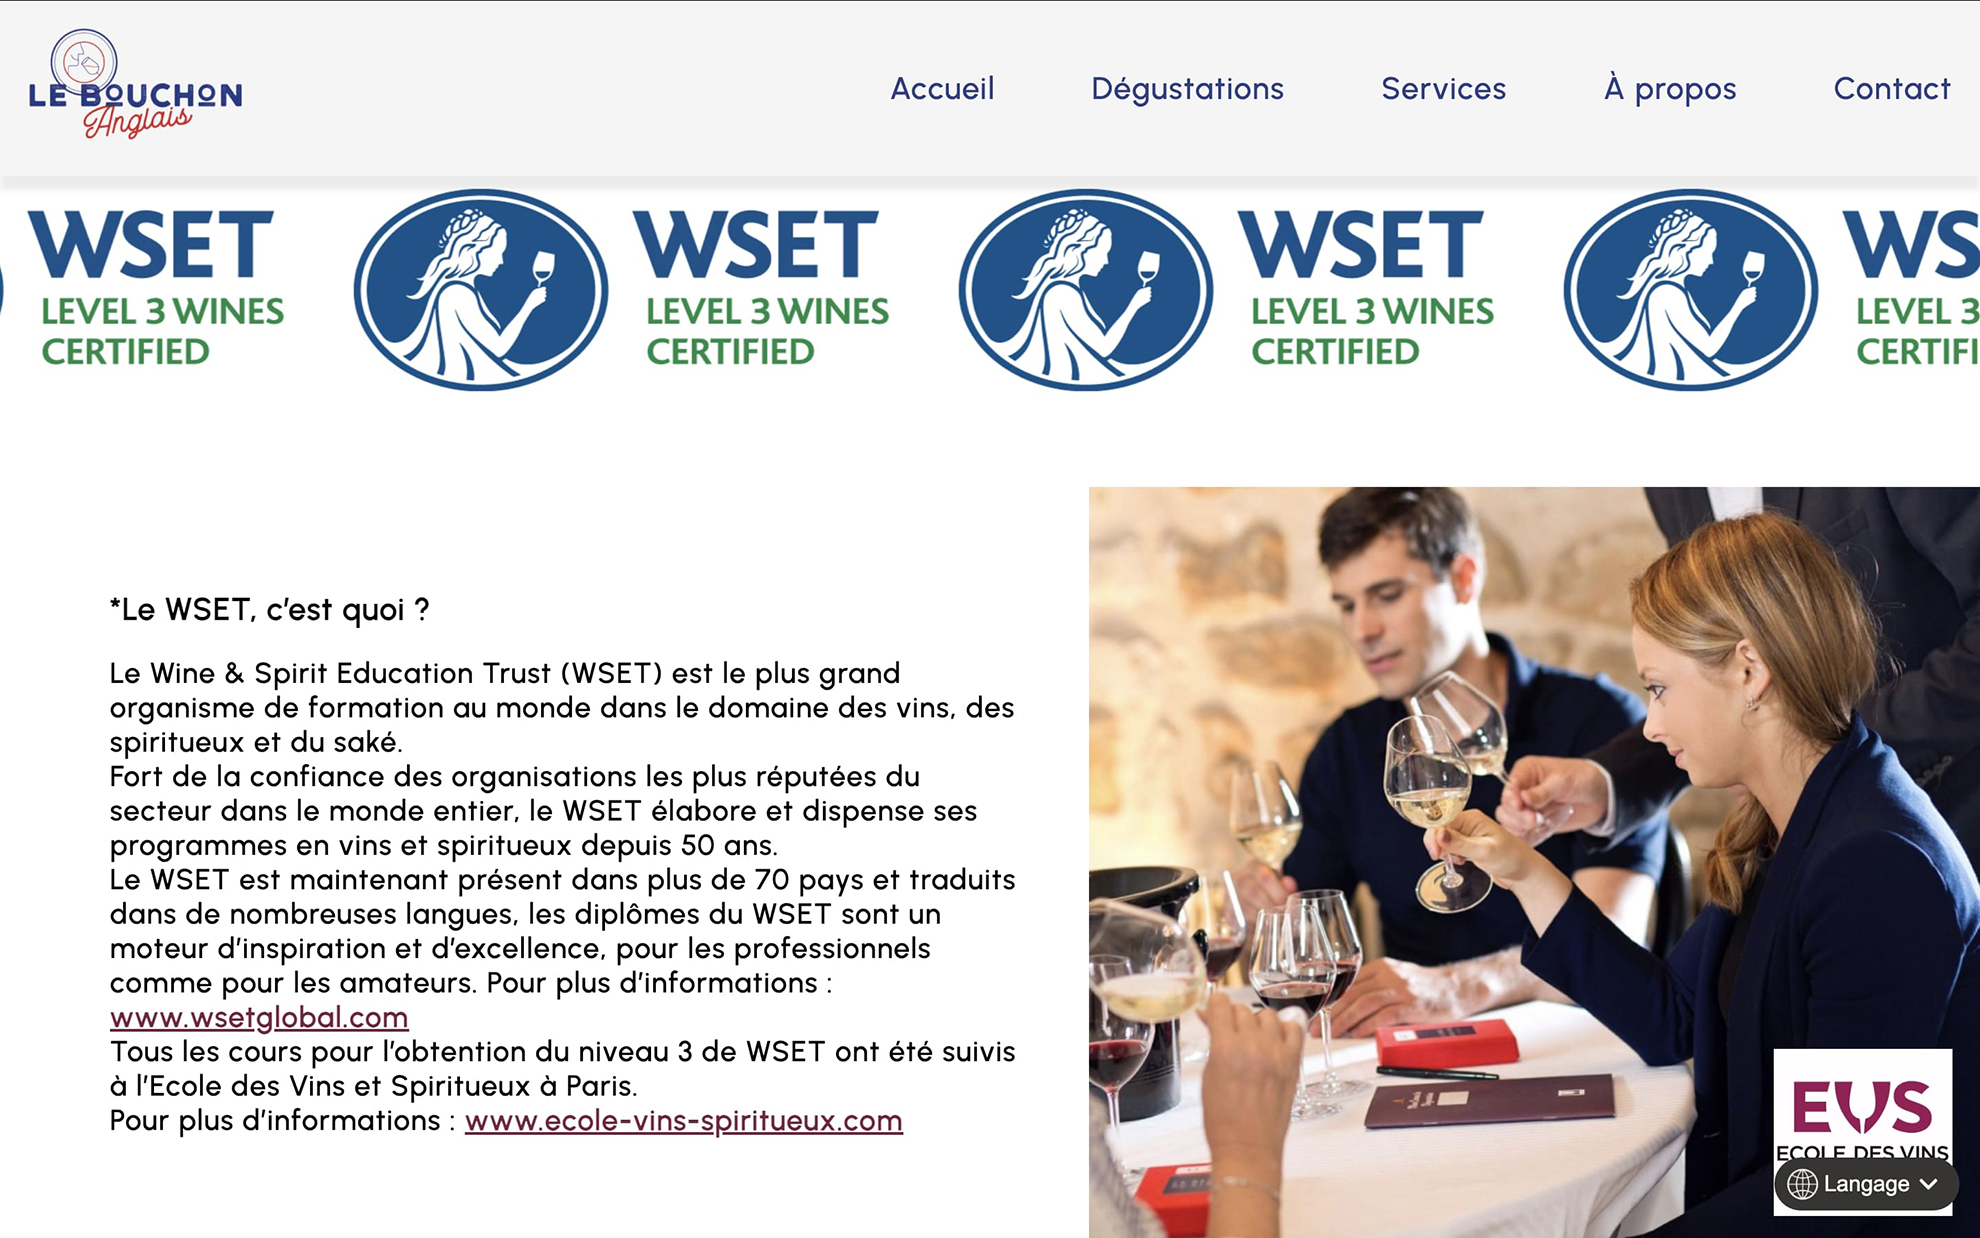 LE BOUCHON
Anglais
Accueil
Dégustations
Services
À propos
Contact
WSET
LEVEL 3 WINES
CERTIFIED
WSET
LEVEL 3 WINES
CERTIFIED
WSET
LEVEL 3 WINES
CERTIFIED
WS
LEVEL 3
CERTIFI
*Le WSET, c'est quoi ?
Le Wine & Spirit Education Trust (WSET) est le plus grand
organisme de formation au monde dans le domaine des vins, des
spiritueux et du saké.
Fort de la confiance des organisations les plus réputées du
secteur dans le monde entier, le WSET élabore et dispense ses
programmes en vins et spiritueux depuis 50 ans.
Le WSET est maintenant présent dans plus de 70 pays et traduits
dans de nombreuses langues, les diplômes du WSET sont un
moteur d'inspiration et d'excellence, pour les professionnels
comme pour les amateurs. Pour plus d'informations :
www.wsetglobal.com
Tous les cours pour l'obtention du niveau 3 de WSET ont été suivis
à l'Ecole des Vins et Spiritueux à Paris.
Pour plus d'informations : www.ecole-vins-spiritueux.com
EVS
ECOLE DES VINS
Langage